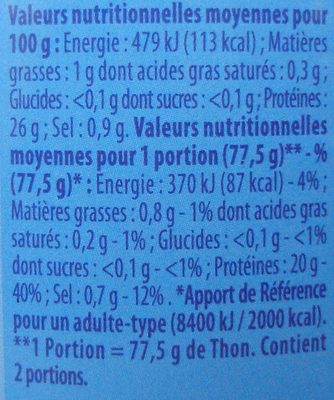 Valeurs nutritionnelles moyennes pour
100 g : Energie : 479 kJ (113 kcal) ; Matières
grasses : 1 g dont acides gras saturés : 0,3 g ;
Glucides : <0,1 g dont sucres : <0,1 g ; Protéines :
26 g ; Sel : 0,9 g. Valeurs nutritionnelles
moyennes pour 1 portion (77,5 g)** - %
(77,5 g)* : Energie : 370 kJ (87 kcal) - 4% ;
Matières grasses : 0,8 g - 1% dont acides gras
saturés : 0,2 g - 1% ; Glucides : <0,1 g - <1%
dont sucres : <0,1 g - <1% ; Protéines : 20 g -
40% ; Sel : 0,7 g - 12% . *Apport de Référence
pour un adulte-type (8400 kJ / 2000 kcal).
**1 Portion = 77,5 g de Thon. Contient
2 portions.